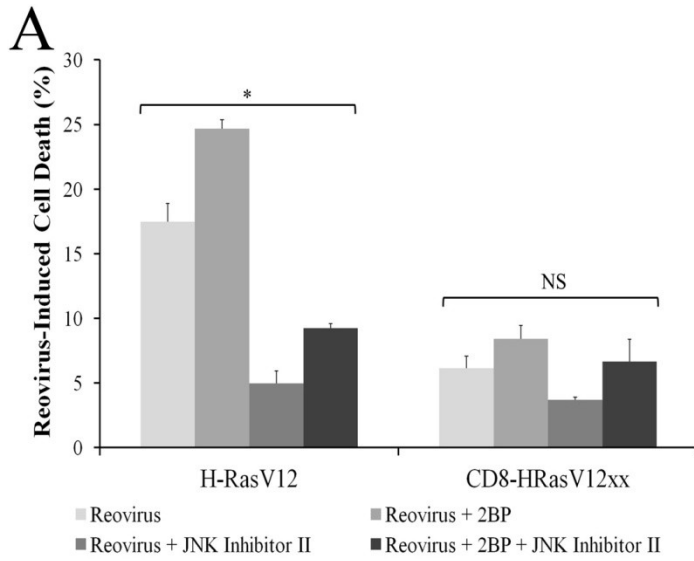 A
Reovirus-Induced Cell Death (%)
30
25
20
15
10
5
0
*
NS
H-RasV12
CD8-HRasV12xx
Reovirus
Reovirus + 2BP
Reovirus + JNK Inhibitor II
Reovirus + 2BP + JNK Inhibitor II